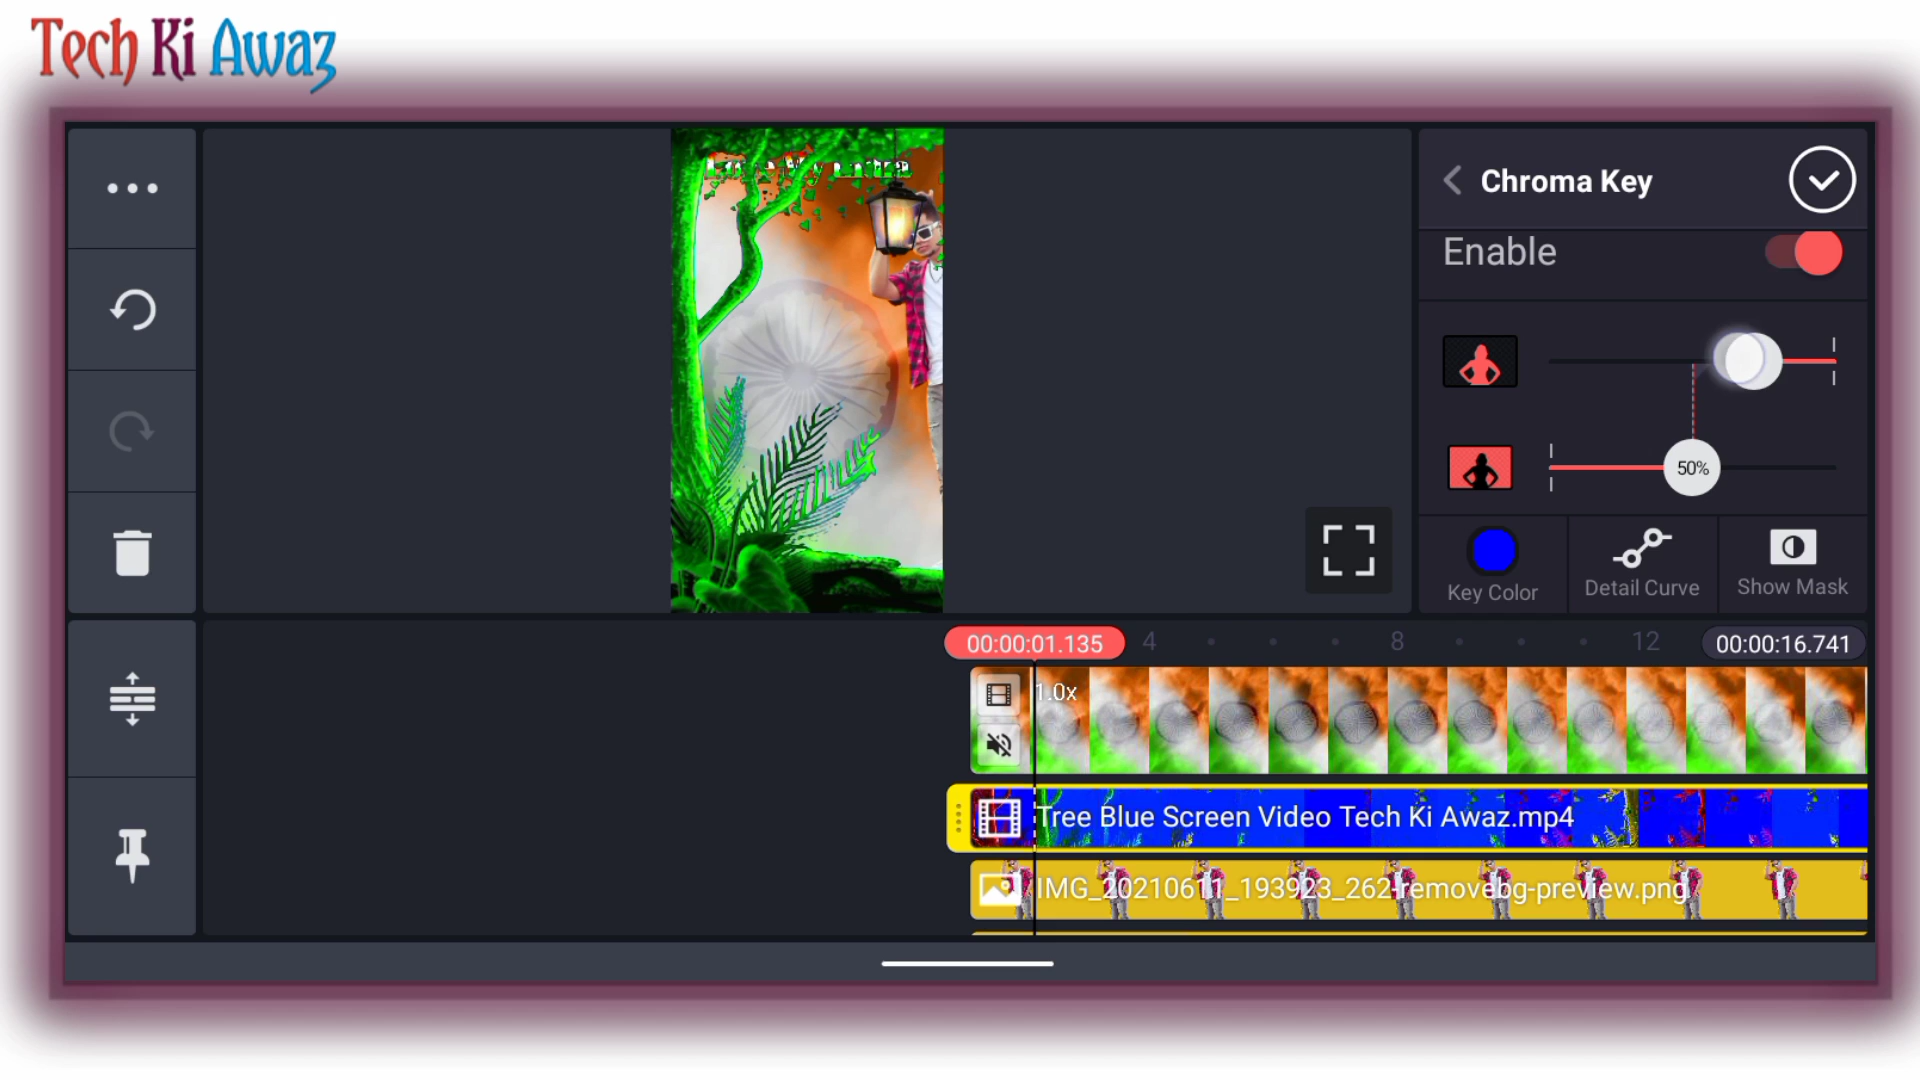 Tech Ki Awaz
Chroma Key
Enable
50%
Key Color
Detail Curve
Show Mask
00:00:01.135
4
8
12
00:00:16.741
1.0x
Tree Blue Screen Video Tech Ki Awaz.mp4
IMG_20210611_193923_262-removebg-preview.png